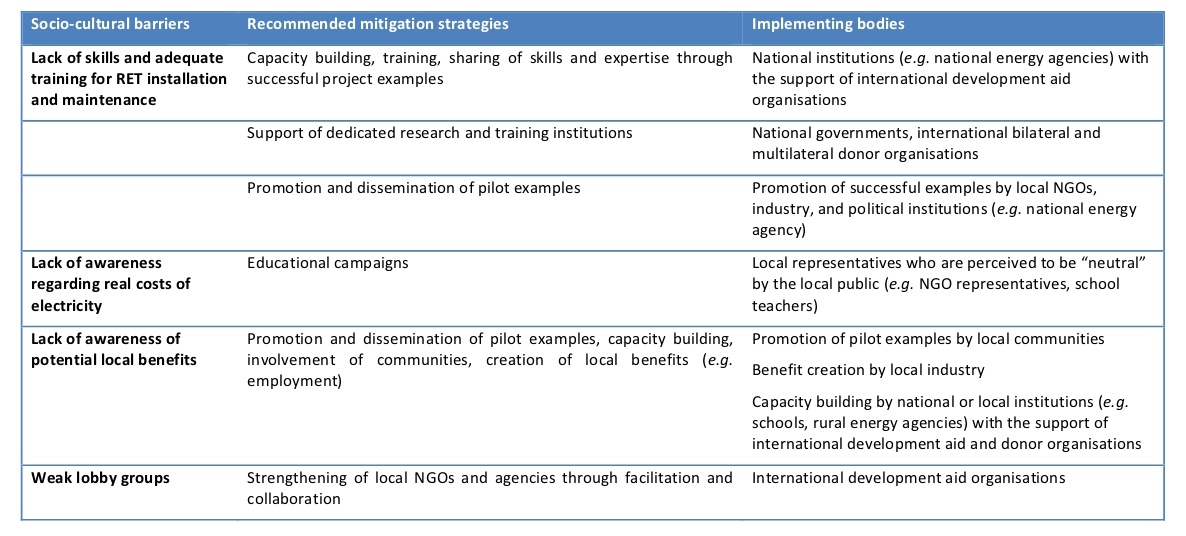 Socio-cultural barriers Recommended mitigation strategies Implementing bodies
Lack of skills and adequate
training for RET installation
and maintenance
Capacity building, training, sharing of skills and expertise through
successful project examples
National institutions (e.g. national energy agencies) with
the support of international development aid
organisations
Support of dedicated research and training institutions
National governments, international bilateral and
multilateral donor organisations
Promotion and dissemination of pilot examples
Promotion of successful examples by local NGOs,
industry, and political institutions (e.g. national energy
agency)
Lack of awareness
regarding real costs of
electricity
Educational campaigns
Local representatives who are perceived to be “neutral”
by the local public (e.g. NGO representatives, school
teachers)
Lack of awareness of
potential local benefits
Promotion and dissemination of pilot examples, capacity building,
involvement of communities, creation of local benefits (e.g.
employment)
Promotion of pilot examples by local communities
Benefit creation by local industry
Capacity building by national or local institutions (e.g.
schools, rural energy agencies) with the support of
international development aid and donor organisations
Weak lobby groups
Strengthening of local NGOs and agencies through facilitation and
collaboration
International development aid organisations